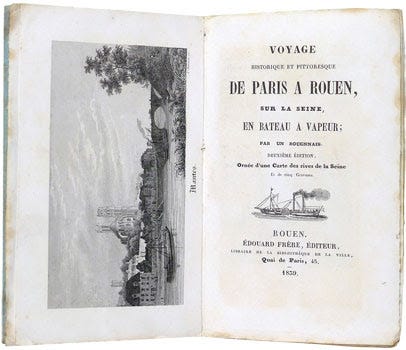 Mantes.
VOYAGE
HISTORIQUE ET PITTORESQUE
DE PARIS A ROUEN,
SUR LA SEINE,
EN BATEAU A VAPEUR;
PAR UN ROUENNAIS.
DEUXIÈME ÉDITION,
Ornée d'une Carte des rives de la Seine
Et de cinq Gravures.
ROUEN.
ÉDOUARD FRÈRE, ÉDITEUR,
LIBRAIRE DE LA BIBLIOTHÈQUE DE LA VILLE,
Quai de Paris, 45.
1839.